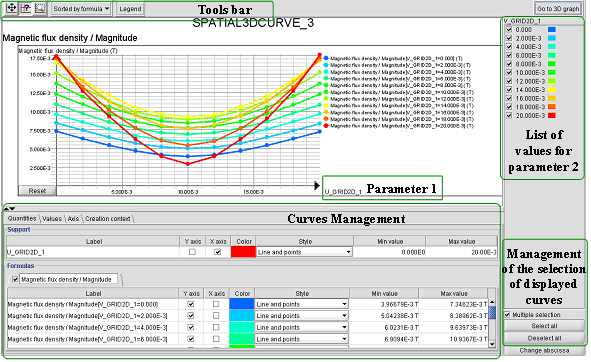 Sorted by formula
Legend
Tools bar
Go to 3D graph
SPATIAL3DCURVE_3
Magnetic flux density / Magnitude
Magnetic flux density / Magnitude (T)
17.500E-3
15.000E-3
12.500E-3
10.000E-3
7.500E-3
5.000E-3
2.500E-3
Reset
5.000E-3
10.000E-3
15.000E-3
U_GRID2D_1
Parameter 1
Magnetic flux density / Magnitude[V_GRID2D_1=0.000] (T)
Magnetic flux density / Magnitude[V_GRID2D_1=2.000E-3] (T)
Magnetic flux density / Magnitude[V_GRID2D_1=4.000E-3] (T)
Magnetic flux density / Magnitude[V_GRID2D_1=6.000E-3] (T)
Magnetic flux density / Magnitude[V_GRID2D_1=8.000E-3] (T)
Magnetic flux density / Magnitude[V_GRID2D_1=10.000E-3] (T)
Magnetic flux density / Magnitude[V_GRID2D_1=12.000E-3] (T)
Magnetic flux density / Magnitude[V_GRID2D_1=14.000E-3] (T)
Magnetic flux density / Magnitude[V_GRID2D_1=16.000E-3] (T)
Magnetic flux density / Magnitude[V_GRID2D_1=18.000E-3] (T)
Magnetic flux density / Magnitude[V_GRID2D_1=20.000E-3] (T)
V_GRID2D_1
0.000
2.000E-3
4.000E-3
6.000E-3
8.000E-3
10.000E-3
12.000E-3
14.000E-3
16.000E-3
18.000E-3
20.000E-3
List of
values for
parameter 2
Curves Management
Quantities
Values
Axis
Creation context
Support
Label
Y axis
X axis
Color
Style
Min value
Max value
U_GRID2D_1
Line and points
0.000E0
20.00E-3
Formulas
Magnetic flux density / Magnitude
Label
Y axis
X axis
Color
Style
Min value
Max value
Magnetic flux density / Magnitude[V_GRID2D_1=0.000]
Line and points
3.96679E-3 T
7.34623E-3 T
Magnetic flux density / Magnitude[V_GRID2D_1=2.000E-3]
Line and points
5.04238E-3 T
8.38962E-3 T
Magnetic flux density / Magnitude[V_GRID2D_1=4.000E-3]
Line and points
6.0231E-3 T
9.63973E-3 T
Magnetic flux density / Magnitude[V_GRID2D_1=6.000E-3]
Line and points
6.9094E-3 T
10.9367E-3 T
Management
of the selection
of displayed
curves
Multiple selection
Select all
Deselect all
Change abscissa